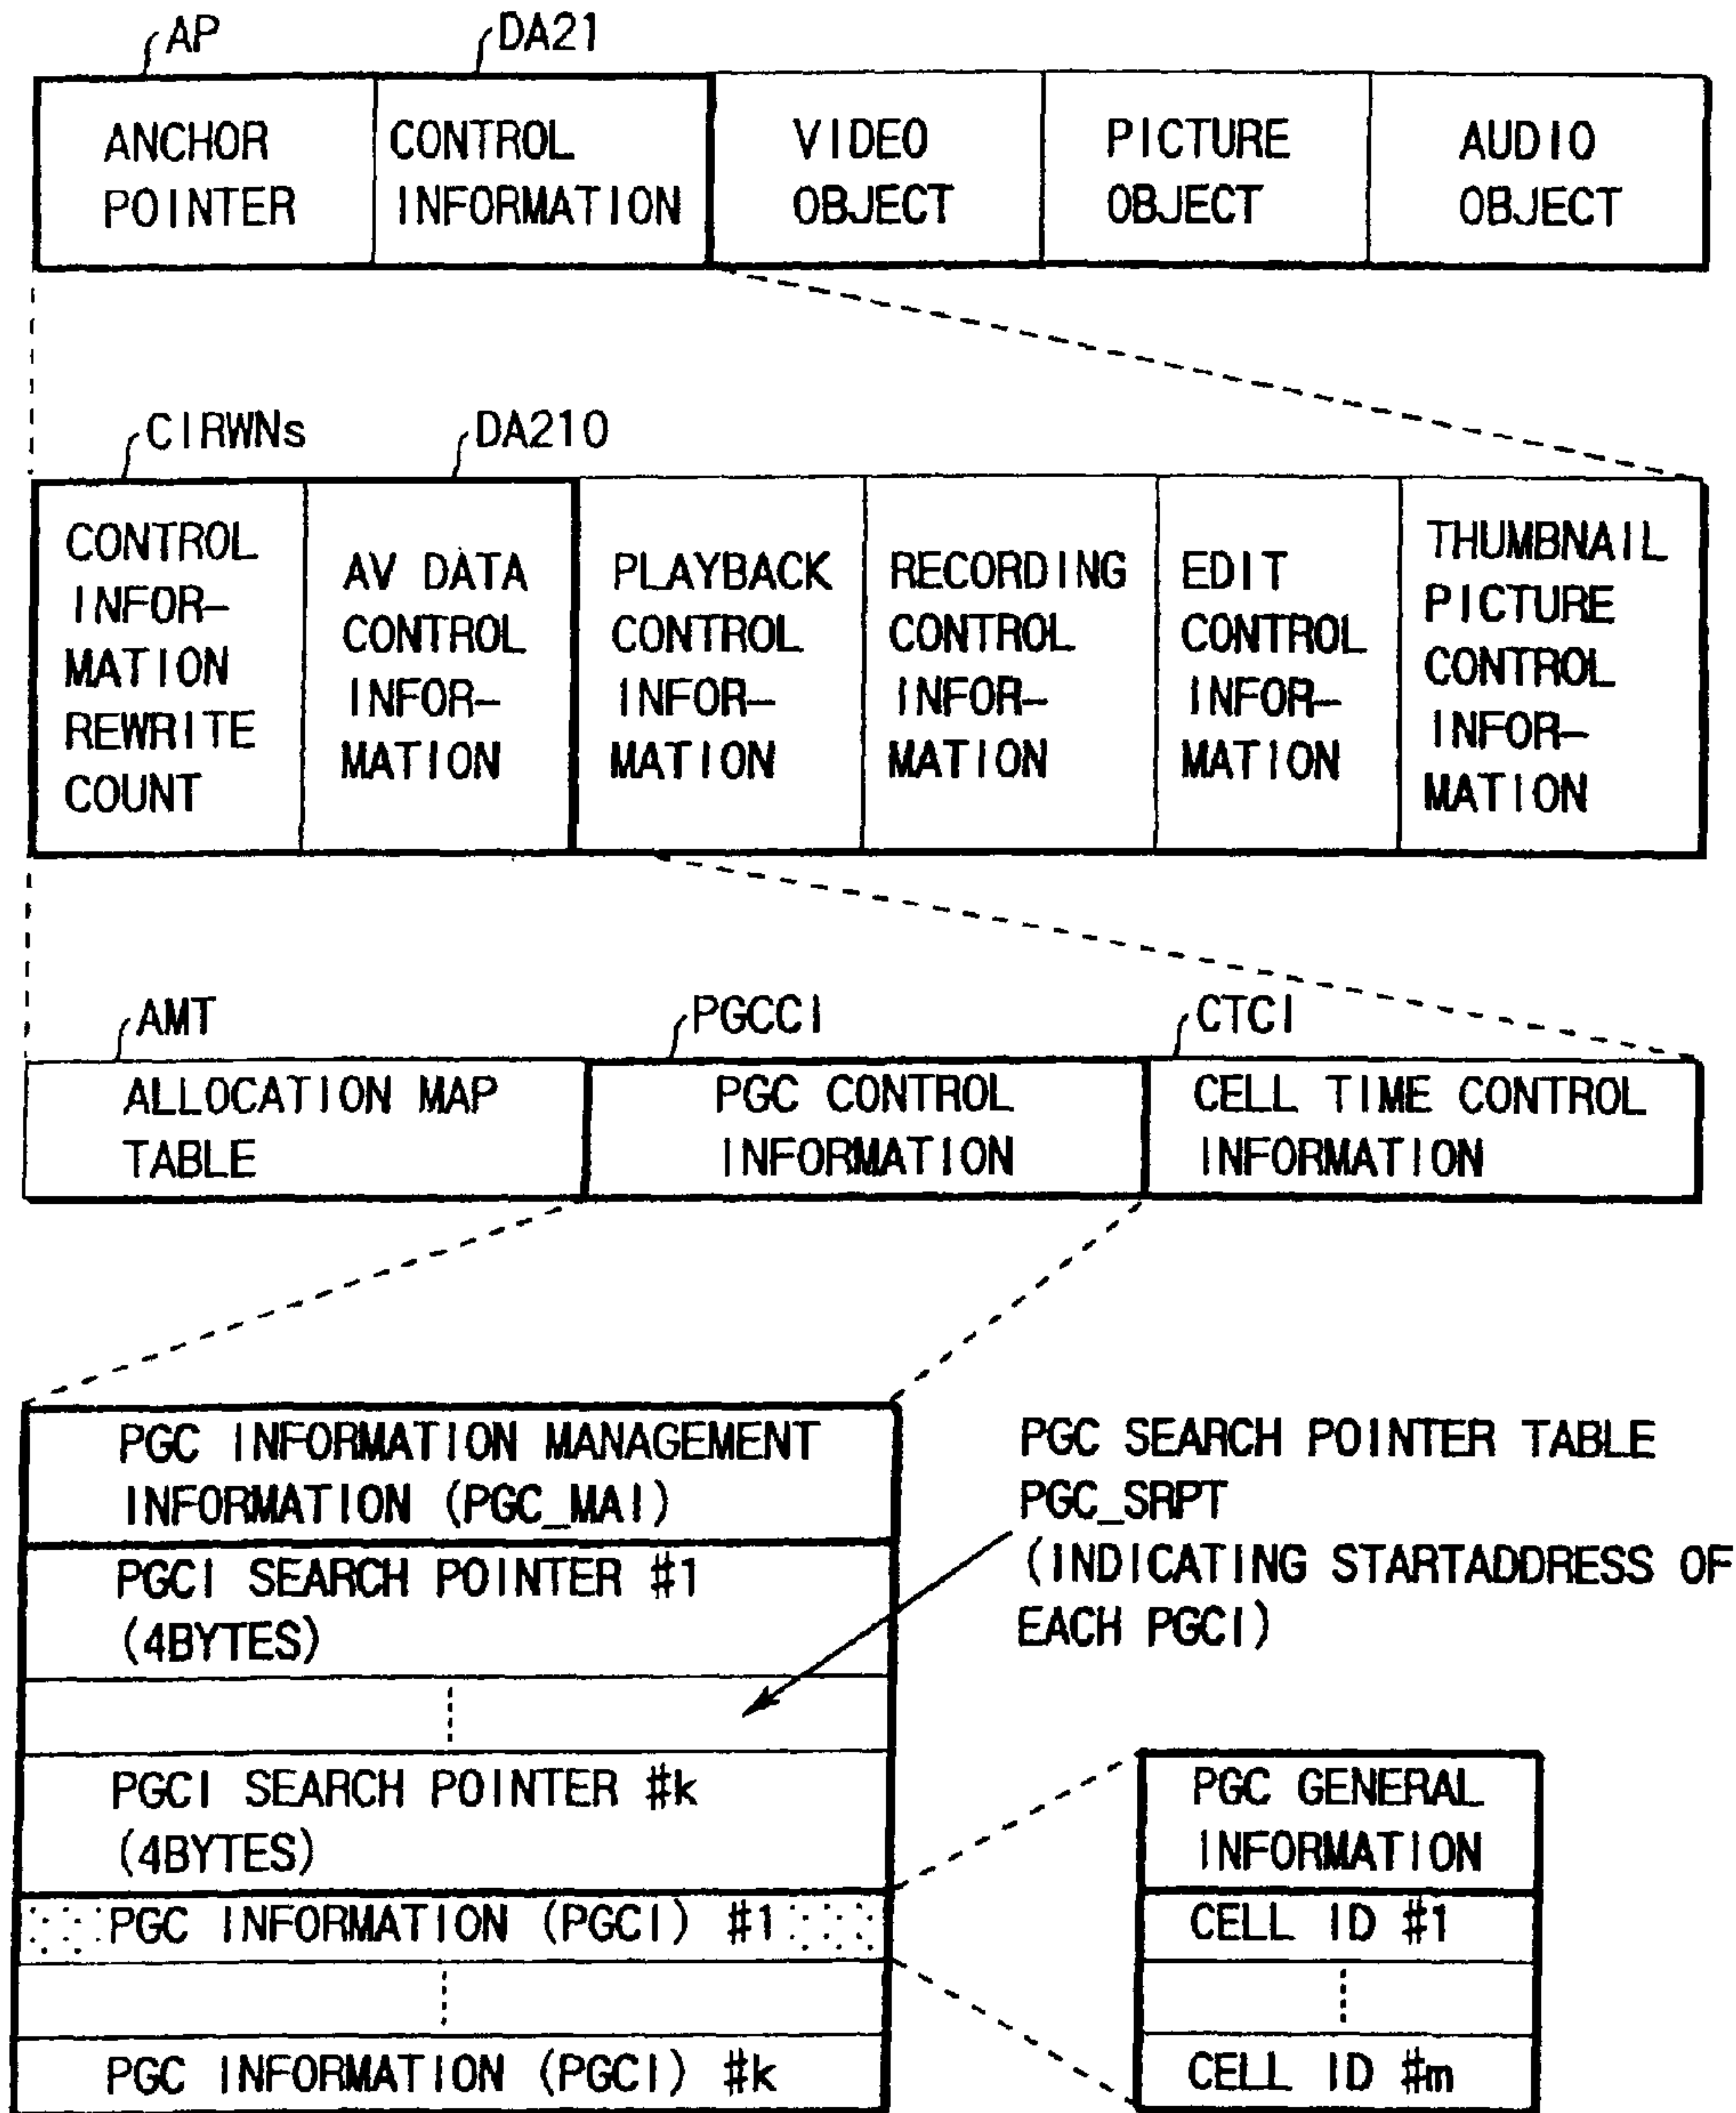 AP
DA21
ANCHOR
POINTER
CONTROL
INFORMATION
VIDEO
OBJECT
PICTURE
OBJECT
AUDIO
OBJECT
CIRWNs
DA210
CONTROL
INFOR-
MATION
REWRITE
COUNT
AV DATA
CONTROL
INFOR-
MATION
PLAYBACK
CONTROL
INFOR-
MATION
RECORDING
CONTROL
INFOR-
MATION
EDIT
CONTROL
INFOR-
MATION
THUMBNAIL
PICTURE
CONTROL
INFOR-
MATION
AMT
PGCCI
CTCI
ALLOCATION MAP
TABLE
PGC CONTROL
INFORMATION
CELL TIME CONTROL
INFORMATION
PGC INFORMATION MANAGEMENT
INFORMATION (PGC_MAI)
PGCI SEARCH POINTER #1
(4BYTES)
PGCI SEARCH POINTER #k
(4BYTES)
PGC INFORMATION (PGCI) #1
PGC INFORMATION (PGCI) #k
PGC SEARCH POINTER TABLE
PGC_SRPT
(INDICATING STARTADDRESS OF
EACH PGCI)
PGC GENERAL
INFORMATION
CELL ID #1
CELL ID #m